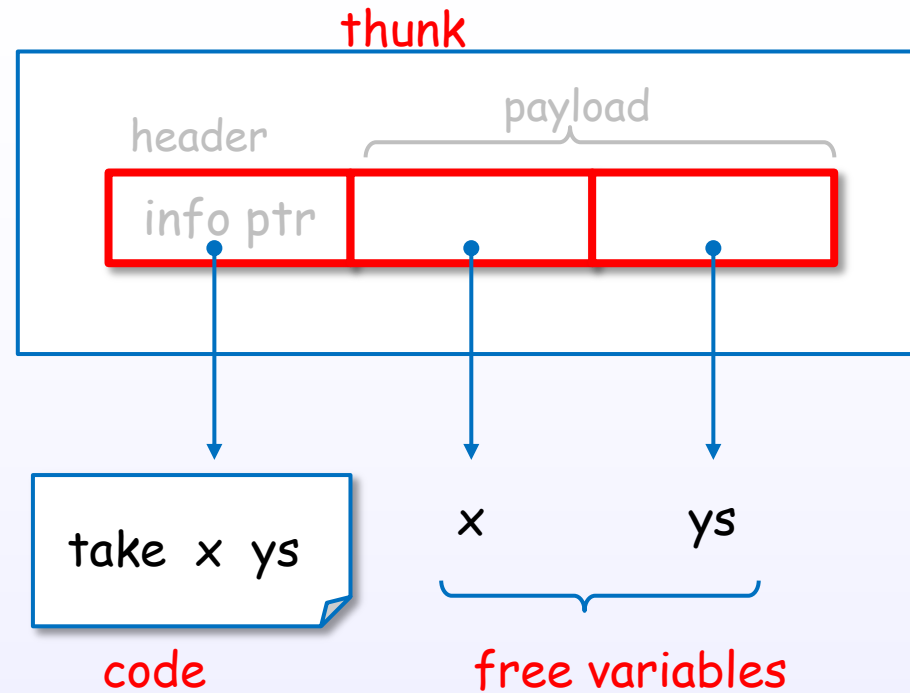 thunk
payload
header
info ptr
take x ys
x ys
code
free variables